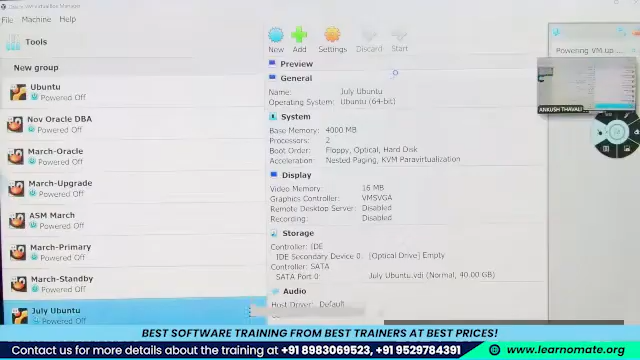 Oracle VM VirtualBox Manager
File Machine Help
Tools
New Add Settings Discard Start
New group
Ubuntu
Powered Off
Nov Oracle DBA
Powered Off
March-Oracle
Powered Off
March-Upgrade
Powered Off
ASM March
Powered Off
March-Primary
Powered Off
March-Standby
Powered Off
July Ubuntu
Powered Off
Preview
General
Name: July Ubuntu
Operating System: Ubuntu (64-bit)
System
Base Memory: 4000 MB
Processors: 2
Boot Order: Floppy, Optical, Hard Disk
Acceleration: Nested Paging, KVM Paravirtualization
Display
Video Memory: 16 MB
Graphics Controller: VMSVGA
Remote Desktop Server: Disabled
Recording: Disabled
Storage
Controller: IDE
IDE Secondary Device 0: [Optical Drive] Empty
Controller: SATA
SATA Port 0: July Ubuntu.vdi (Normal, 40.00 GB)
Audio
Host Driver: Default
Powering VM up ...
ANKUSH THAVALI
BEST SOFTWARE TRAINING FROM BEST TRAINERS AT BEST PRICES!
Contact us for more details about the training at +91 8983069523, +91 9529784391
www.learnomate.org